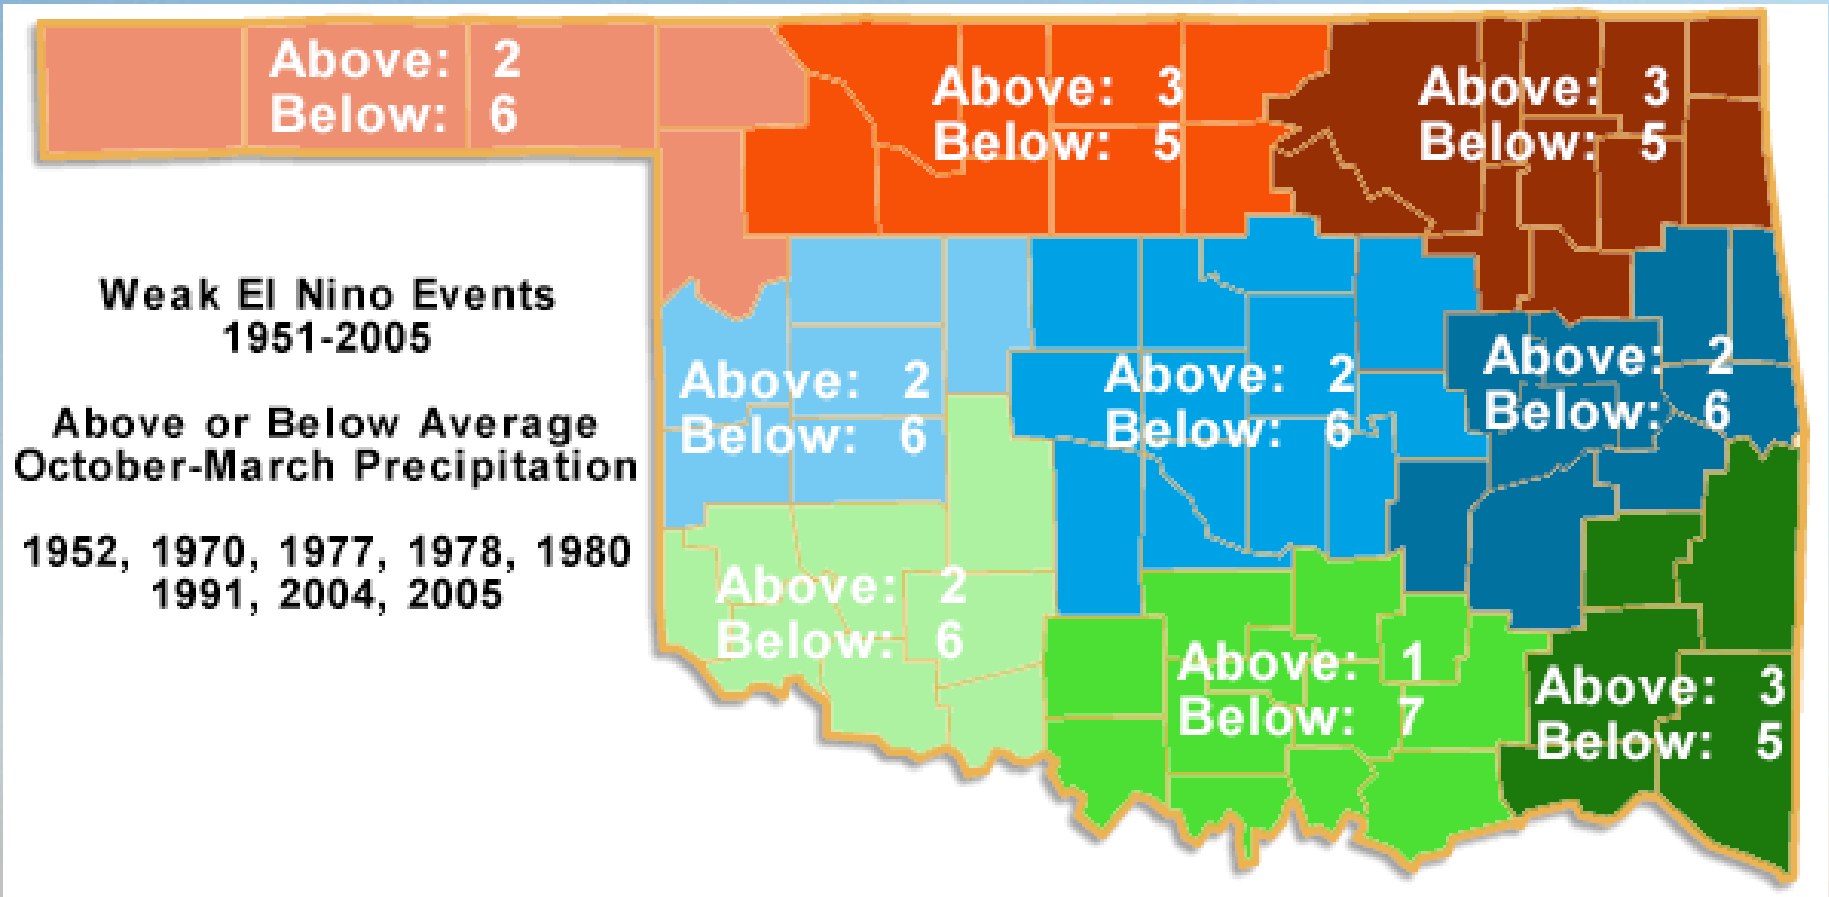 Above: 2
Below: 6
Above: 3
Below: 5
Above: 3
Below: 5
Weak El Nino Events
1951-2005
Above or Below Average
October-March Precipitation
1952, 1970, 1977, 1978, 1980
1991, 2004, 2005
Above: 2
Below: 6
Above: 2
Below: 6
Above: 2
Below: 6
Above: 2
Below: 6
Above: 1
Below: 7
Above: 3
Below: 5